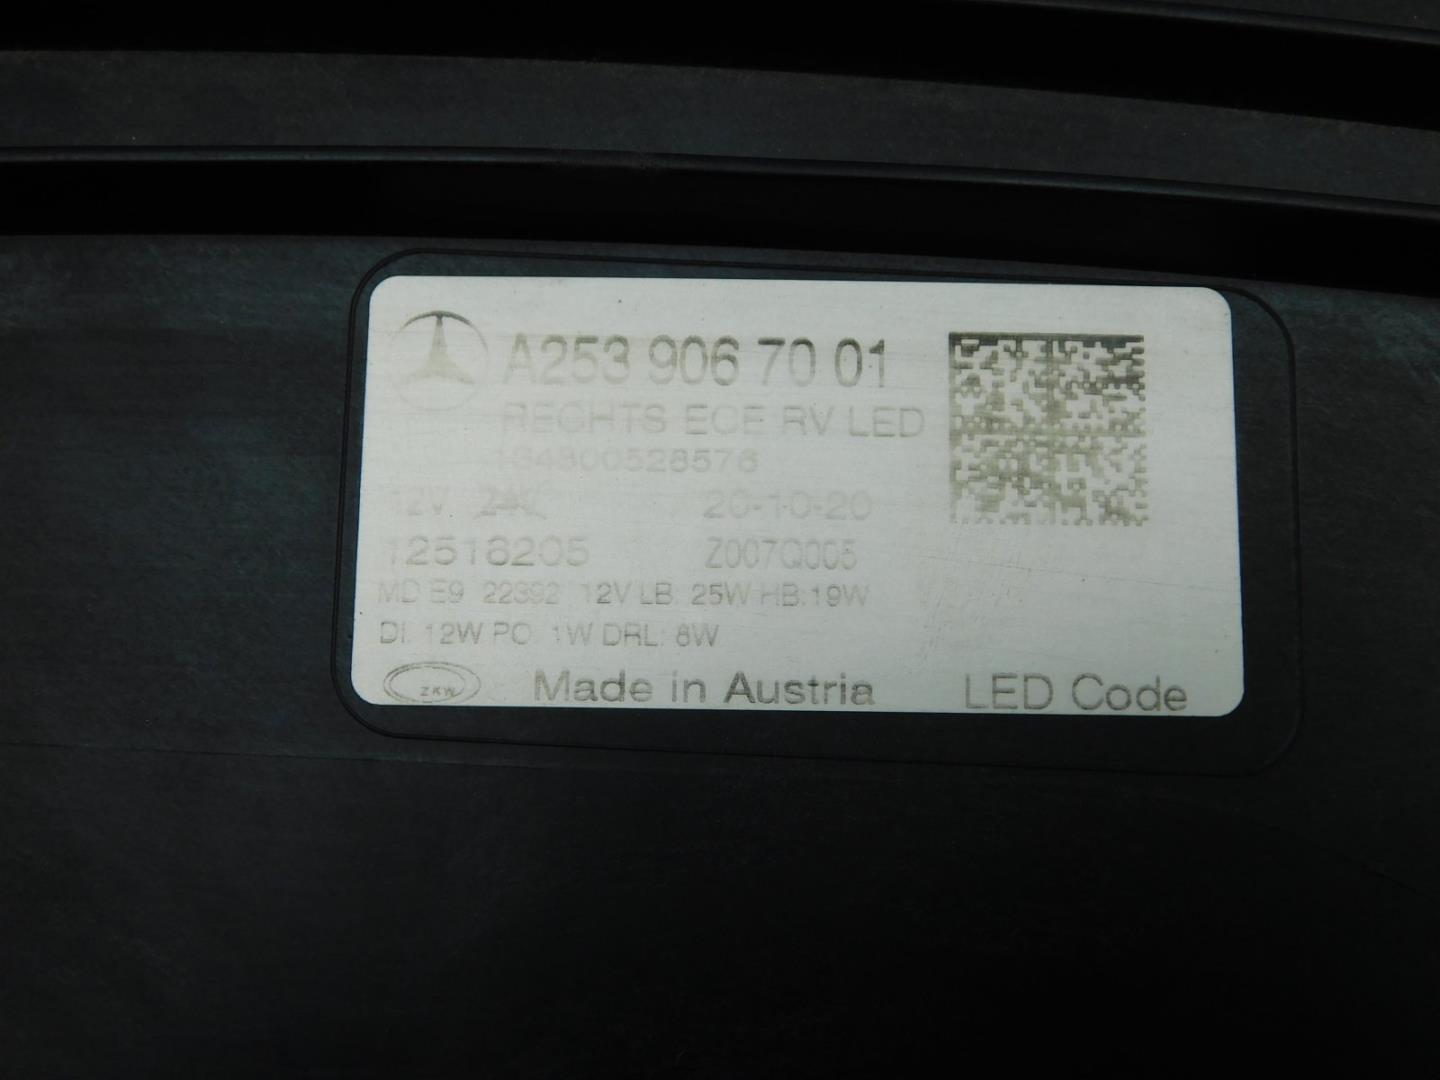 A253 906 70 01
RECHTS ECE RV LED
184800528576
12V 24V 20-10-20
12518205 Z007Q005
MD E9 22392 12V LB: 25W HB:19W
DI: 12W PO: 1W DRL: 8W
ZKW Made in Austria LED Code